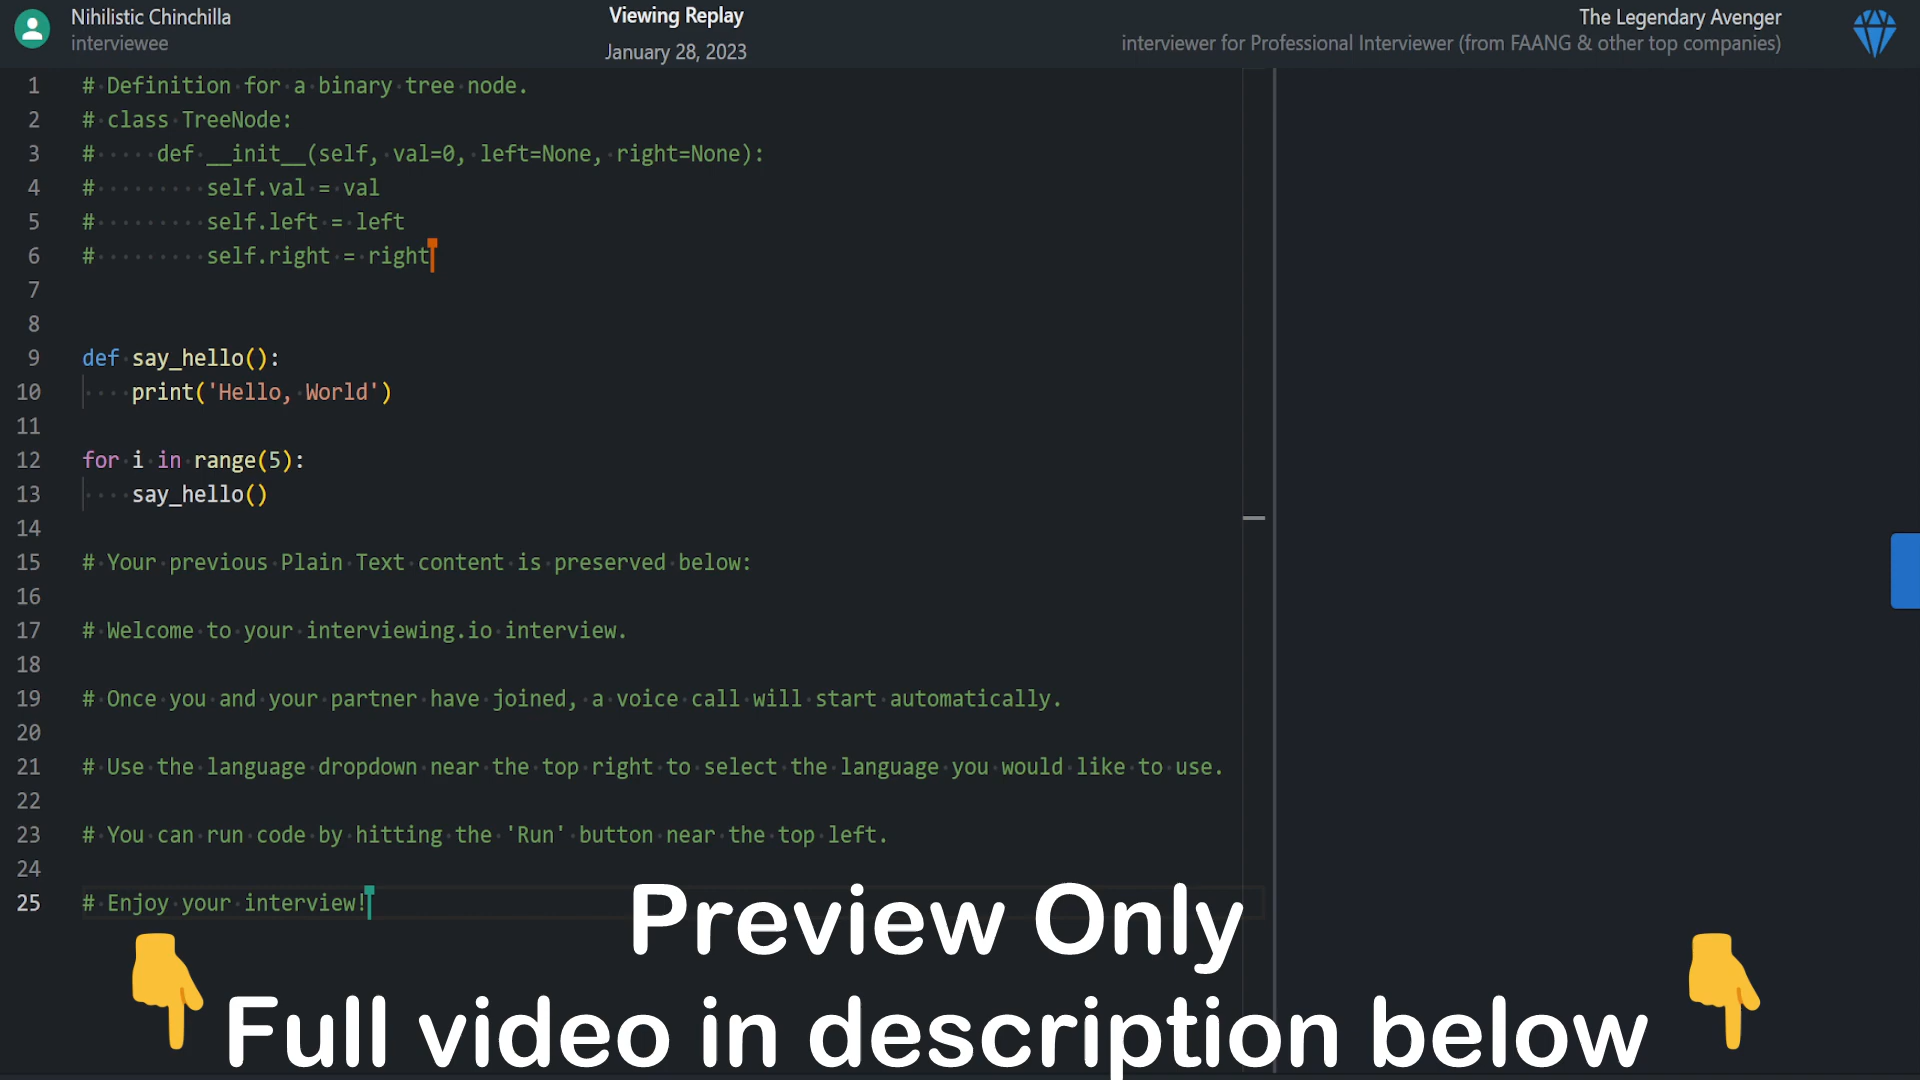 Nihilistic Chinchilla
interviewee
Viewing Replay
January 28, 2023
The Legendary Avenger
interviewer for Professional Interviewer (from FAANG & other top companies)
1 # Definition for a binary tree node.
2 # class TreeNode:
3 #     def __init__(self, val=0, left=None, right=None):
4 #         self.val = val
5 #         self.left = left
6 #         self.right = right
7
8
9 def say_hello():
10     print('Hello, World')
11
12 for i in range(5):
13     say_hello()
14
15 # Your previous Plain Text content is preserved below:
16
17 # Welcome to your interviewing.io interview.
18
19 # Once you and your partner have joined, a voice call will start automatically.
20
21 # Use the language dropdown near the top right to select the language you would like to use.
22
23 # You can run code by hitting the 'Run' button near the top left.
24
25 # Enjoy your interview!
Preview Only
Full video in description below